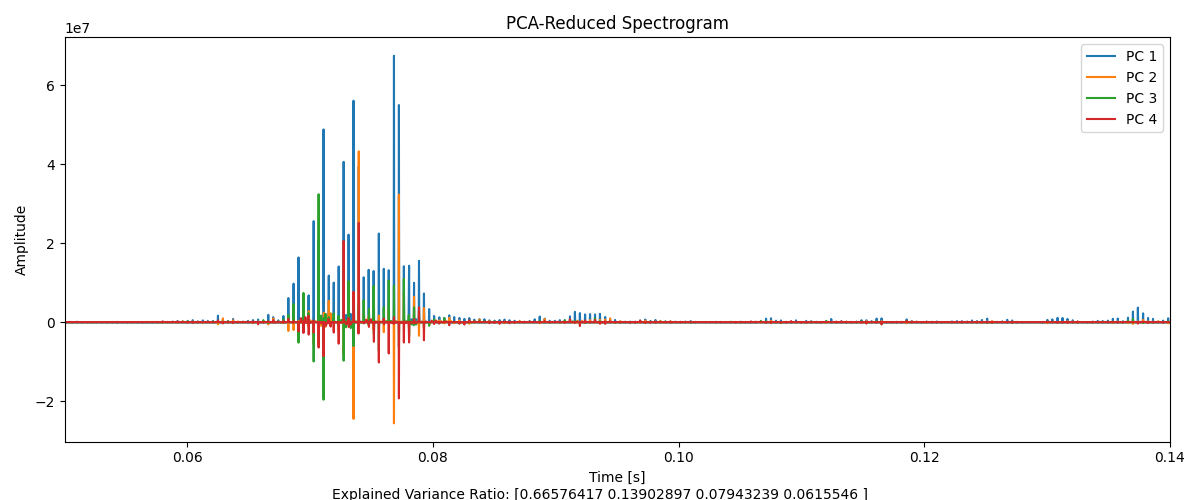 PCA-Reduced Spectrogram
1e7
6
4
2
0
−2
Amplitude
PC 1
PC 2
PC 3
PC 4
0.06 0.08 0.10 0.12 0.14
Time [s]
Explained Variance Ratio: [0.66576417 0.13902897 0.07943239 0.0615546 ]